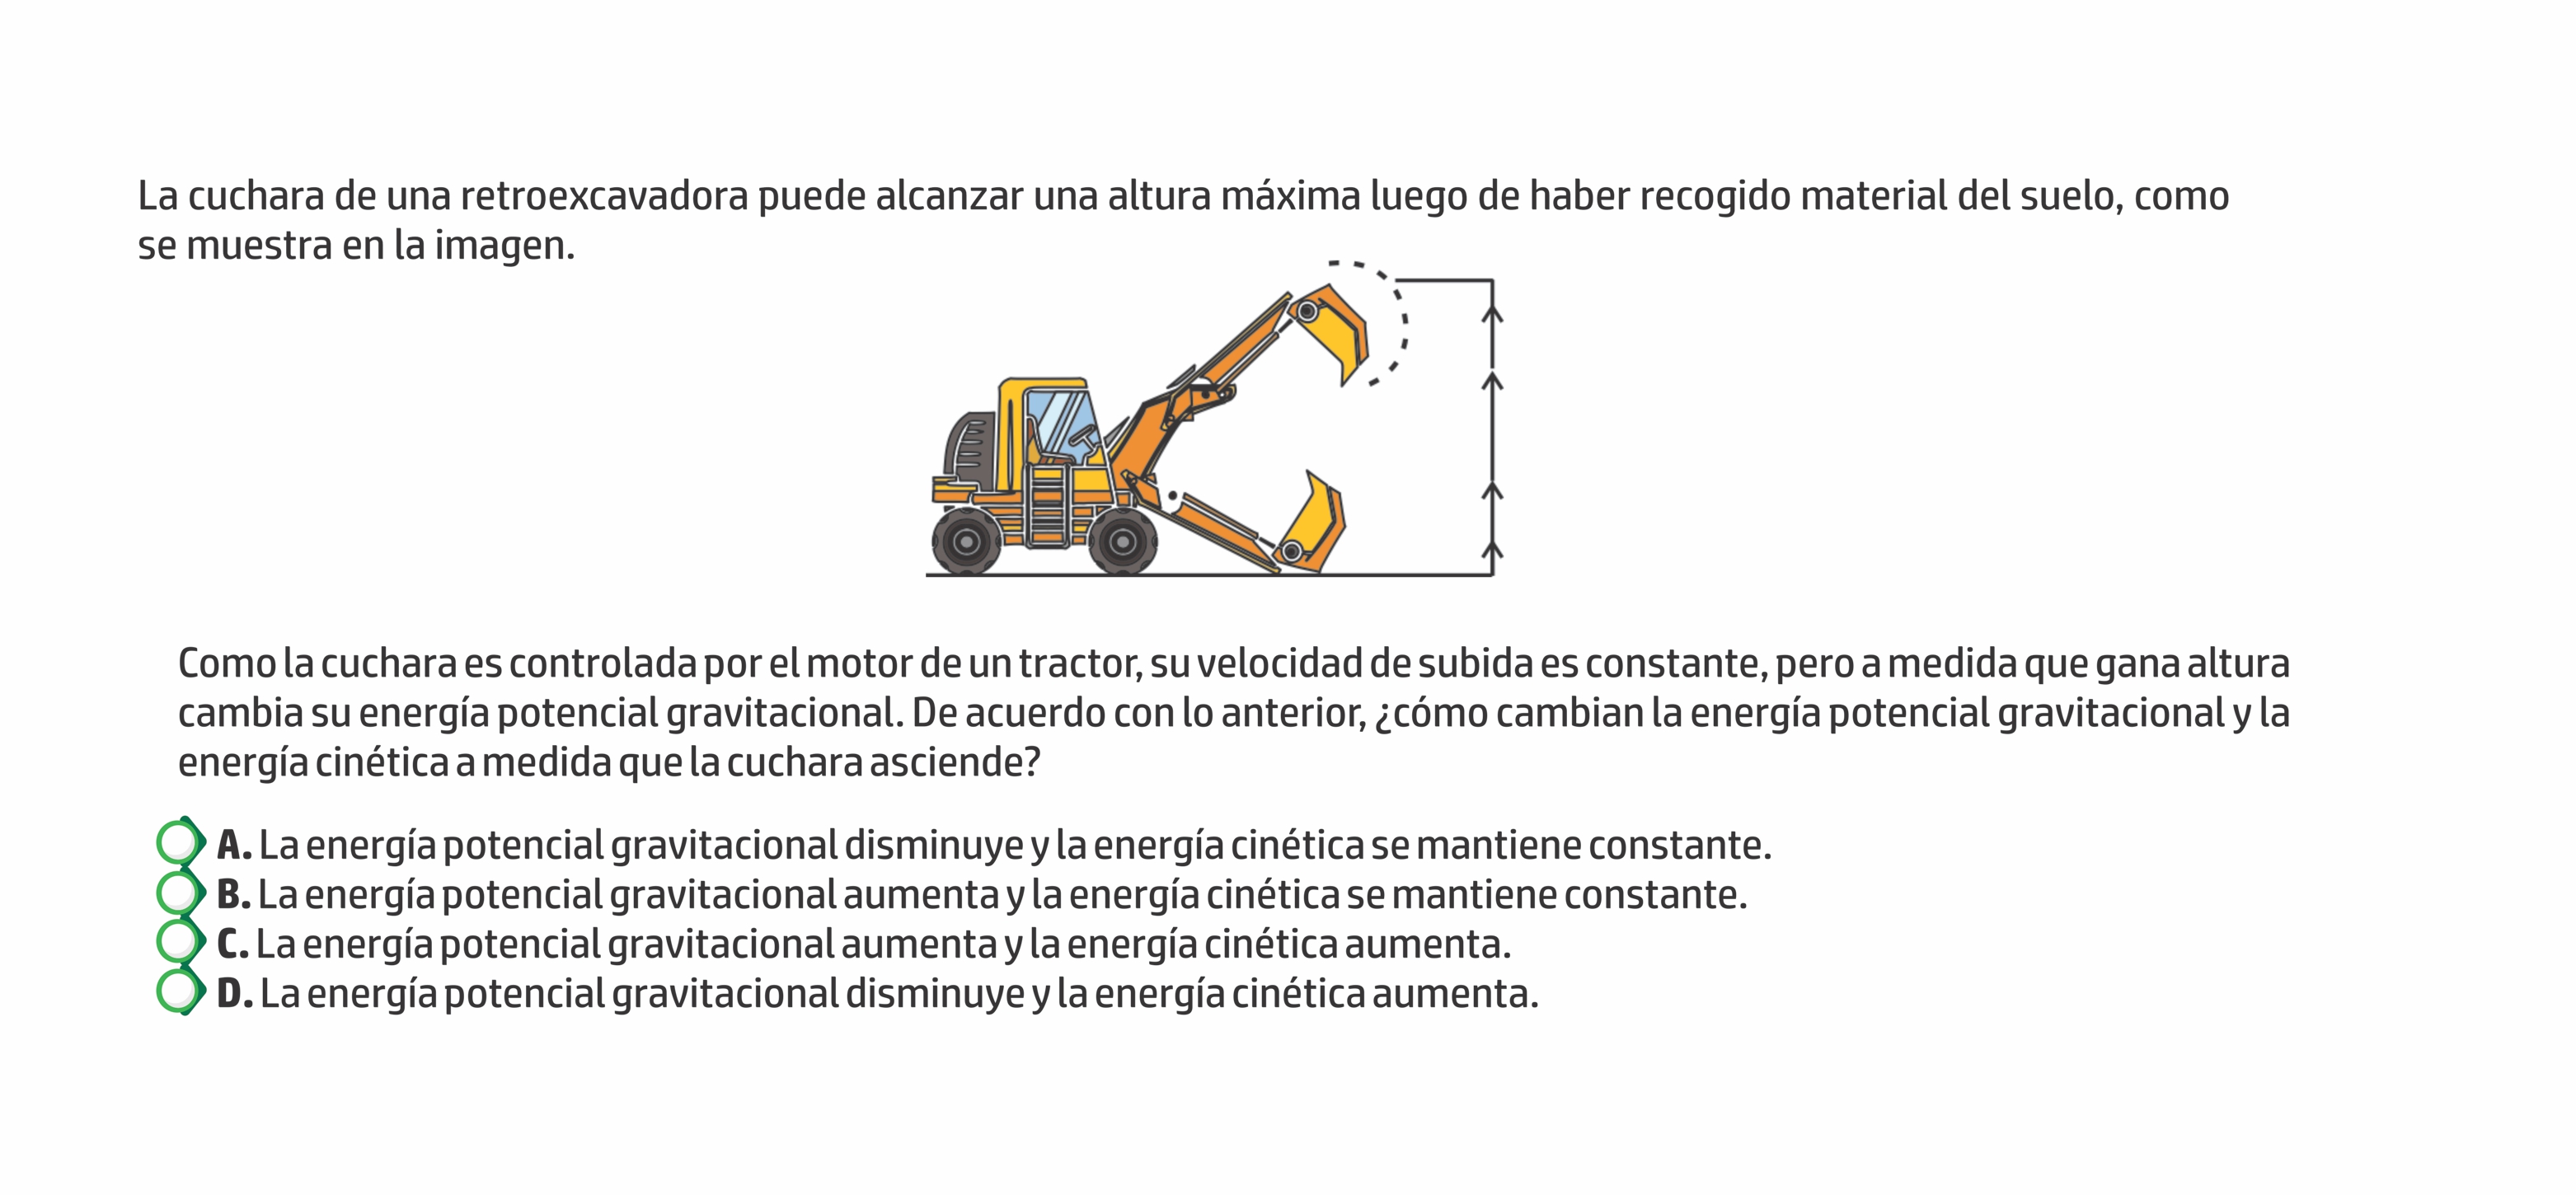 La cuchara de una retroexcavadora puede alcanzar una altura máxima luego de haber recogido material del suelo, como
se muestra en la imagen.
Como la cuchara es controlada por el motor de un tractor, su velocidad de subida es constante, pero a medida que gana altura
cambia su energía potencial gravitacional. De acuerdo con lo anterior, ¿cómo cambian la energía potencial gravitacional y la
energía cinética a medida que la cuchara asciende?
A. La energía potencial gravitacional disminuye y la energía cinética se mantiene constante.
B. La energía potencial gravitacional aumenta y la energía cinética se mantiene constante.
C. La energía potencial gravitacional aumenta y la energía cinética aumenta.
D. La energía potencial gravitacional disminuye y la energía cinética aumenta.